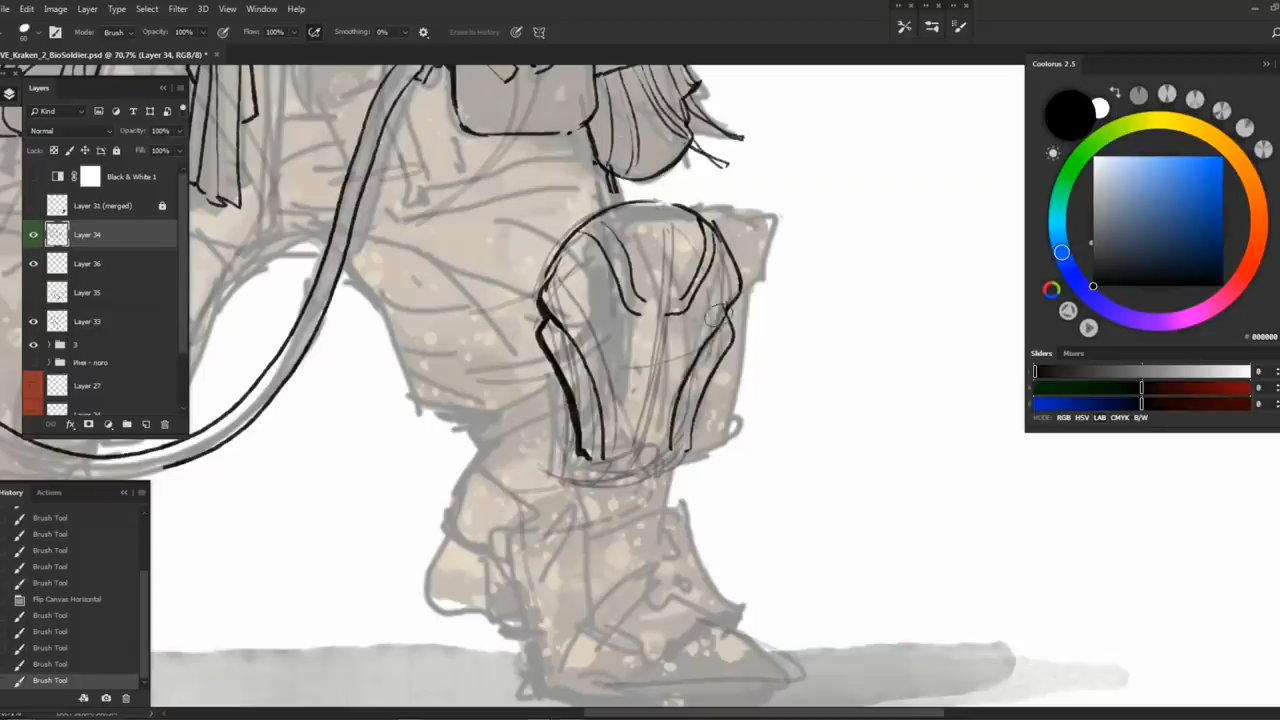 Edit Image Layer Type Select Filter 3D View Window Help
60 Mode: Brush Opacity: 100% Flow: 100% Smoothing: 0% Erase to History
VE_Kraken_2_BioSoldier.psd @ 70,7% (Layer 34, RGB/8) *
Layers
Kind
Normal Opacity: 100%
Lock: Fill: 100%
Black & White 1
Layer 31 (merged)
Layer 34
Layer 36
Layer 35
Layer 33
3
Имя - лого
Layer 27
History Actions
Brush Tool
Brush Tool
Brush Tool
Brush Tool
Brush Tool
Flip Canvas Horizontal
Brush Tool
Brush Tool
Brush Tool
Brush Tool
Brush Tool
Coolorus 2.5
# 000000
Sliders Mixers
0
0
0
MODE: RGB HSV LAB CMYK B/W